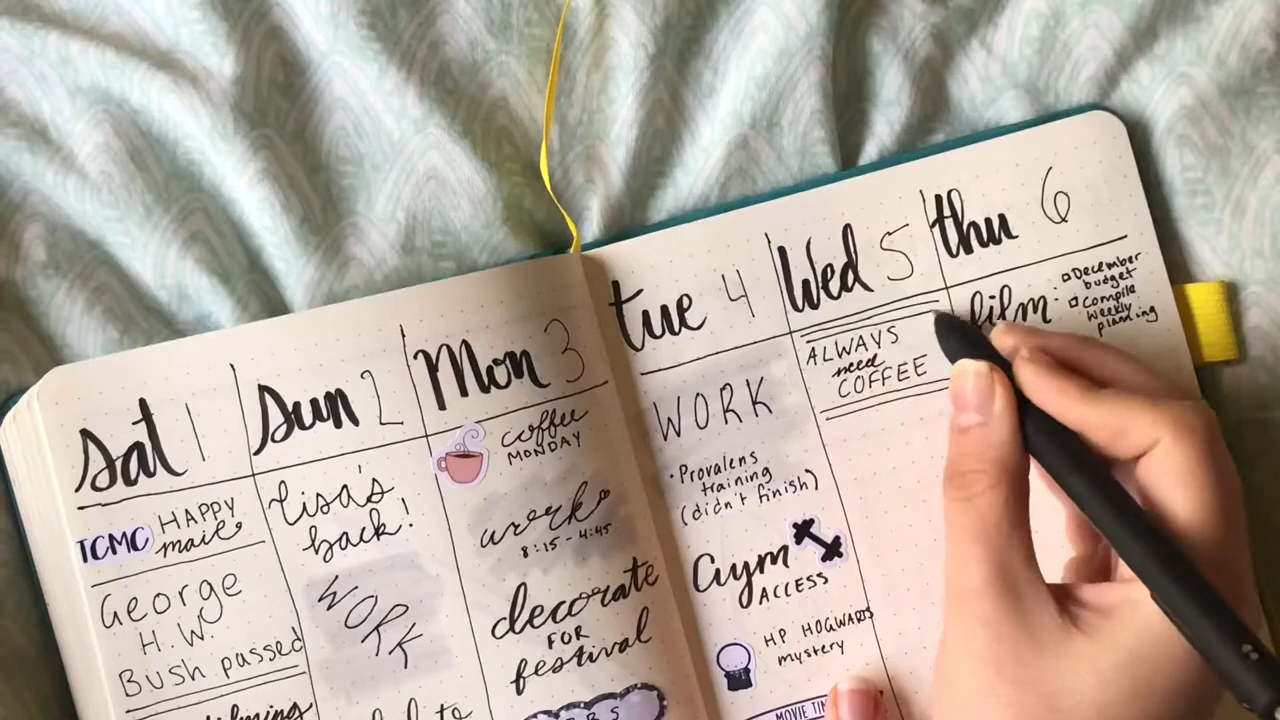 Sat 1
TCMC HAPPY
mail
George
H.W.
Bush passed
Sun 2
Lisa's
back!
WORK
Mon 3
coffee
MONDAY
work
8:15-4:45
decorate
FOR
festival
tue 4
WORK
• Provalens
training
(didn't finish)
Gym
ACCESS
HP HOGWARTS
mystery
Wed 5
ALWAYS
need
COFFEE
thu 6
film:
December
budget
Compile
weekly
planning